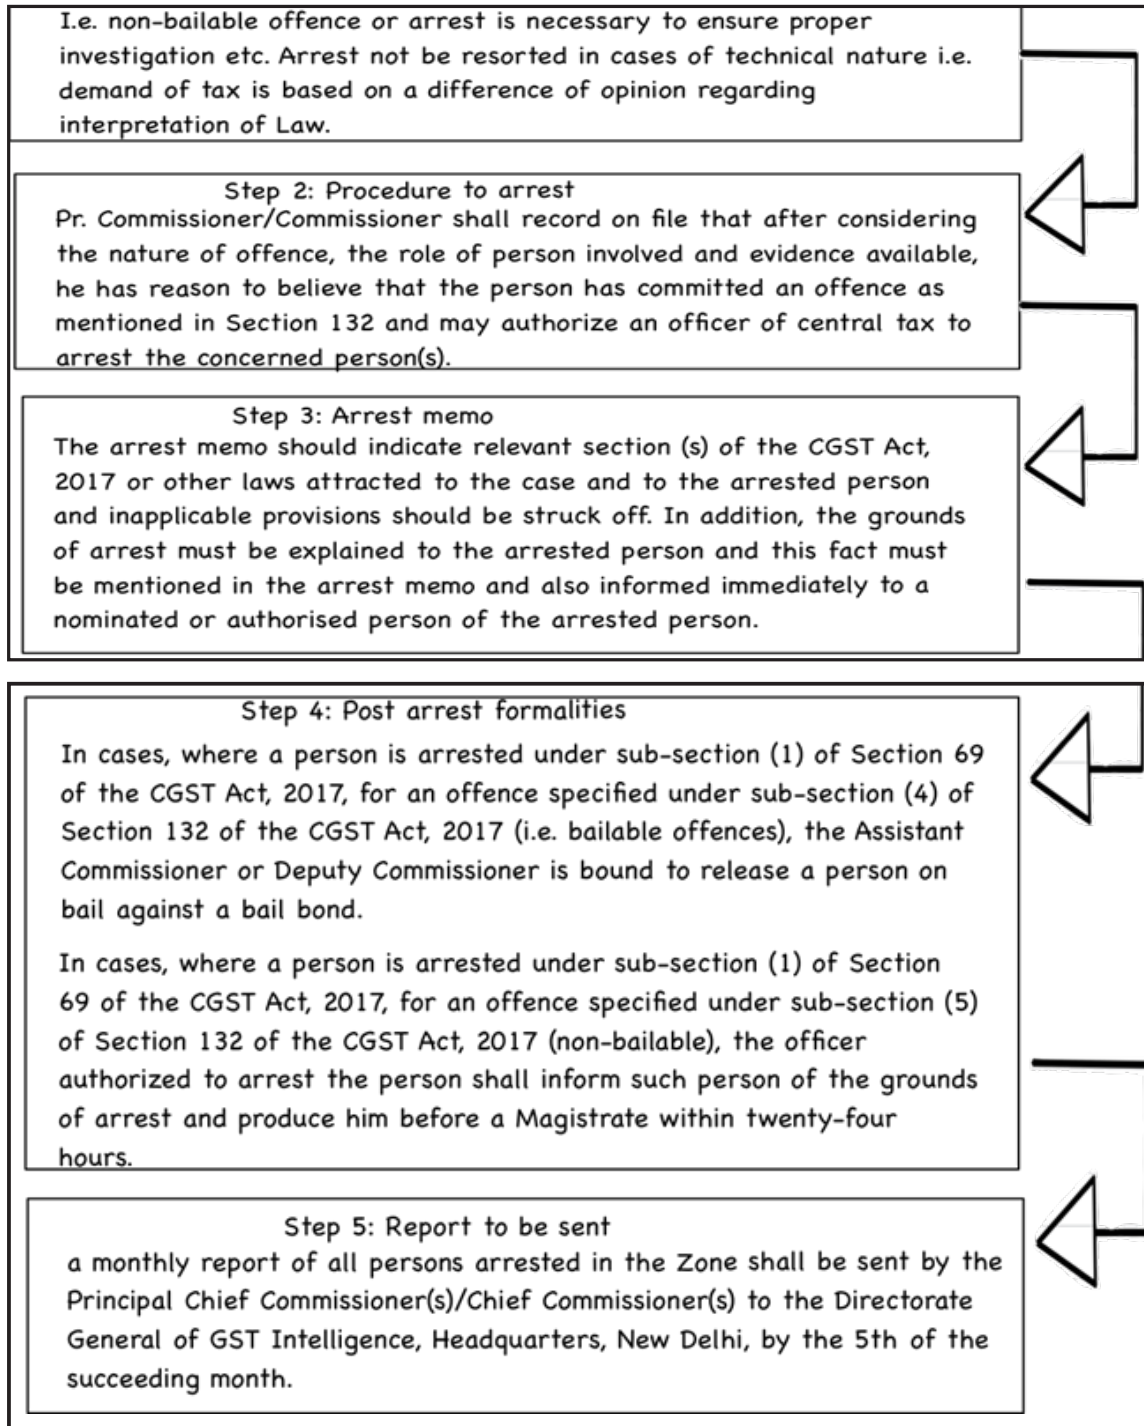 I.e. non-bailable offence or arrest is necessary to ensure proper
investigation etc. Arrest not be resorted in cases of technical nature i.e.
demand of tax is based on a difference of opinion regarding
interpretation of Law.
Step 2: Procedure to arrest
Pr. Commissioner/Commissioner shall record on file that after considering
the nature of offence, the role of person involved and evidence available,
he has reason to believe that the person has committed an offence as
mentioned in Section 132 and may authorize an officer of central tax to
arrest the concerned person(s).
Step 3: Arrest memo
The arrest memo should indicate relevant section (s) of the CGST Act,
2017 or other laws attracted to the case and to the arrested person
and inapplicable provisions should be struck off. In addition, the grounds
of arrest must be explained to the arrested person and this fact must
be mentioned in the arrest memo and also informed immediately to a
nominated or authorised person of the arrested person.
Step 4: Post arrest formalities
In cases, where a person is arrested under sub-section (1) of Section 69
of the CGST Act, 2017, for an offence specified under sub-section (4) of
Section 132 of the CGST Act, 2017 (i.e. bailable offences), the Assistant
Commissioner or Deputy Commissioner is bound to release a person on
bail against a bail bond.
In cases, where a person is arrested under sub-section (1) of Section
69 of the CGST Act, 2017, for an offence specified under sub-section (5)
of Section 132 of the CGST Act, 2017 (non-bailable), the officer
authorized to arrest the person shall inform such person of the grounds
of arrest and produce him before a Magistrate within twenty-four
hours.
Step 5: Report to be sent
a monthly report of all persons arrested in the Zone shall be sent by the
Principal Chief Commissioner(s)/Chief Commissioner(s) to the Directorate
General of GST Intelligence, Headquarters, New Delhi, by the 5th of the
succeeding month.